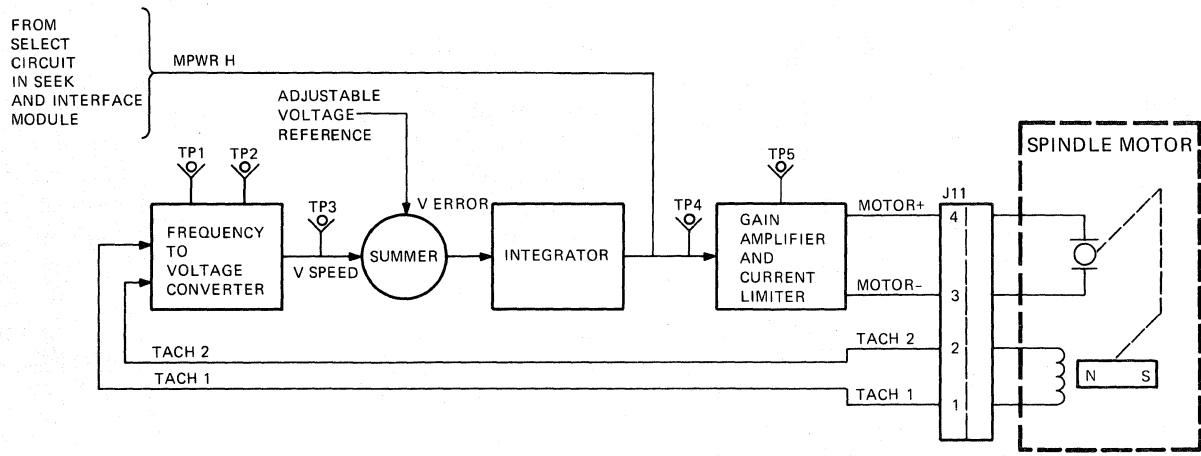 FROM
SELECT
CIRCUIT
IN SEEK
AND INTERFACE
MODULE
MPWR H
ADJUSTABLE
VOLTAGE
REFERENCE
TP1
TP2
TP3
TP4
TP5
FREQUENCY
TO
VOLTAGE
CONVERTER
V SPEED
SUMMER
V ERROR
INTEGRATOR
GAIN
AMPLIFIER
AND
CURRENT
LIMITER
MOTOR+
MOTOR−
J11
4
3
2
1
SPINDLE MOTOR
N S
TACH 2
TACH 2
TACH 1
TACH 1